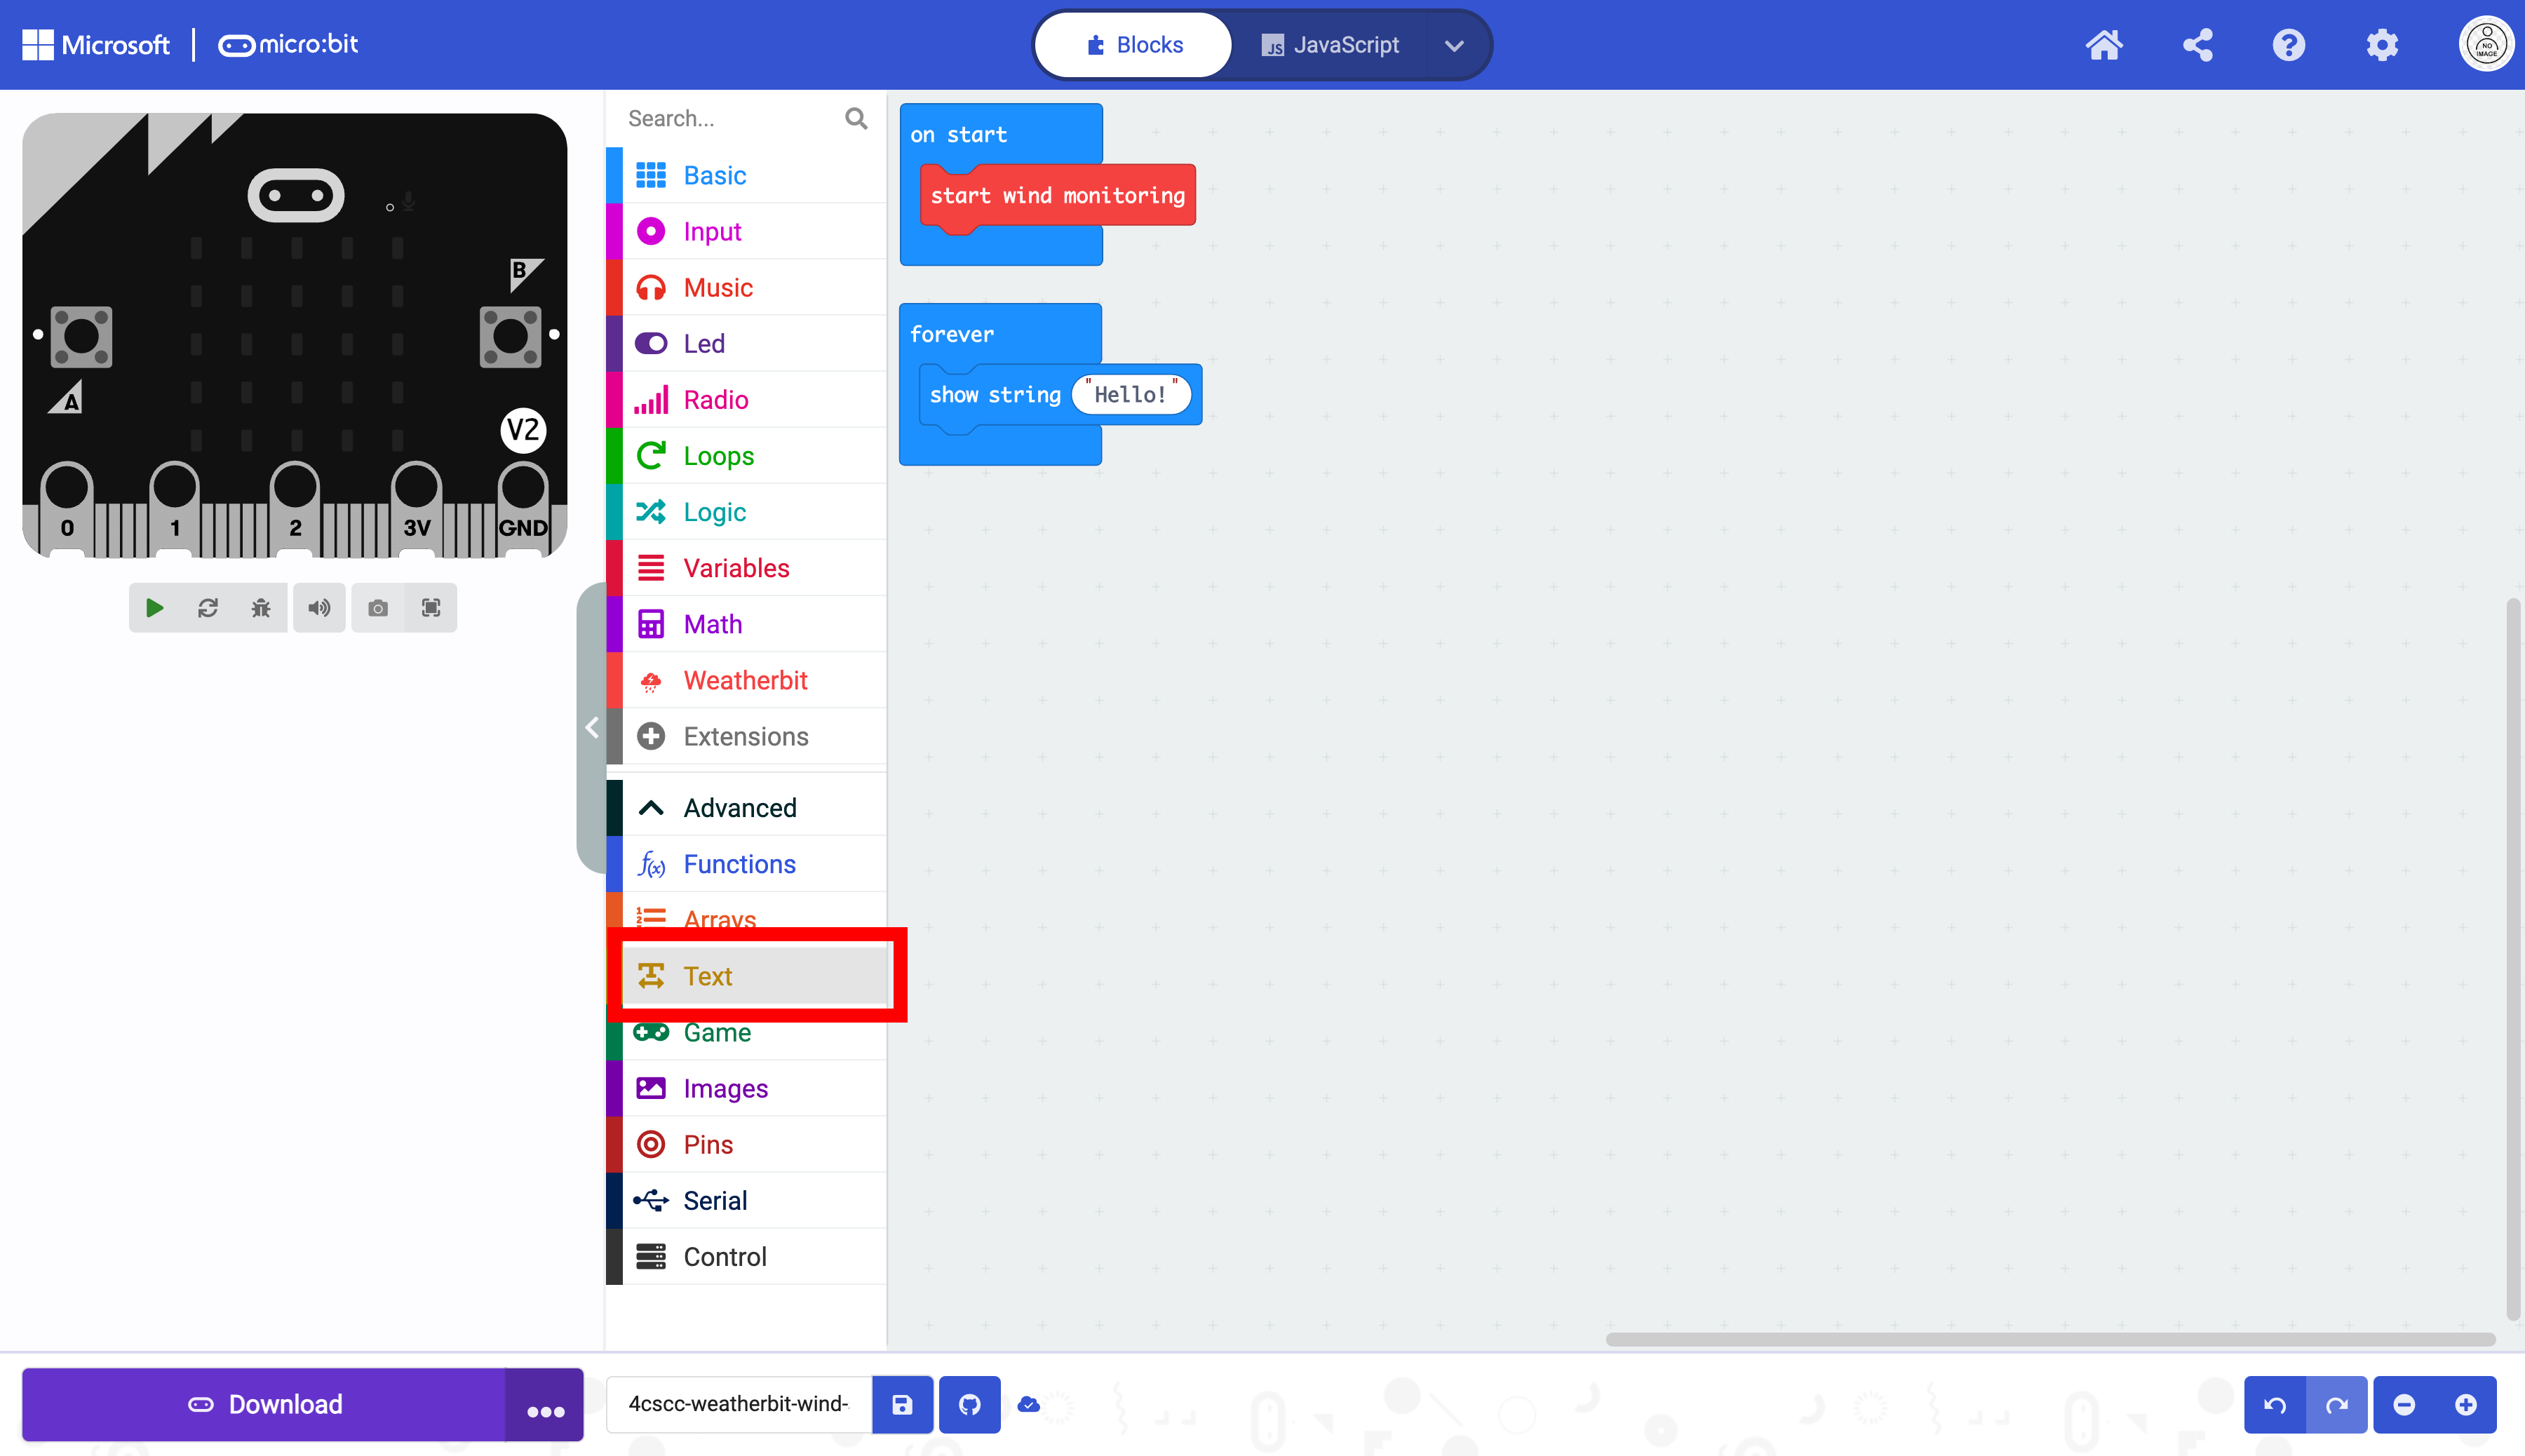 Microsoft | micro:bit
Blocks
JavaScript
NO
IMAGE
B
A
V2
0 1 2 3V GND
Search...
Basic
Input
Music
Led
Radio
Loops
Logic
Variables
Math
Weatherbit
Extensions
Advanced
Functions
Arrays
Text
Game
Images
Pins
Serial
Control
on start
start wind monitoring
forever
show string "Hello!"
Download
4cscc-weatherbit-wind-